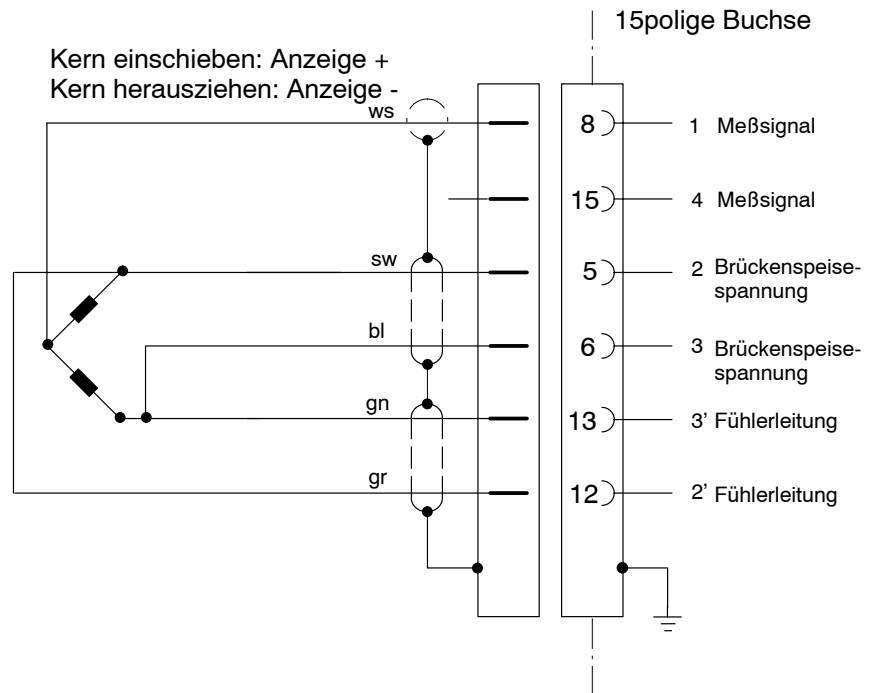 15polige Buchse
Kern einschieben: Anzeige +
Kern herausziehen: Anzeige -
ws
8
1 Meßsignal
15
4 Meßsignal
sw
5
2 Brückenspeise-
spannung
bl
6
3 Brückenspeise-
spannung
gn
13
3’ Fühlerleitung
gr
12
2’ Fühlerleitung